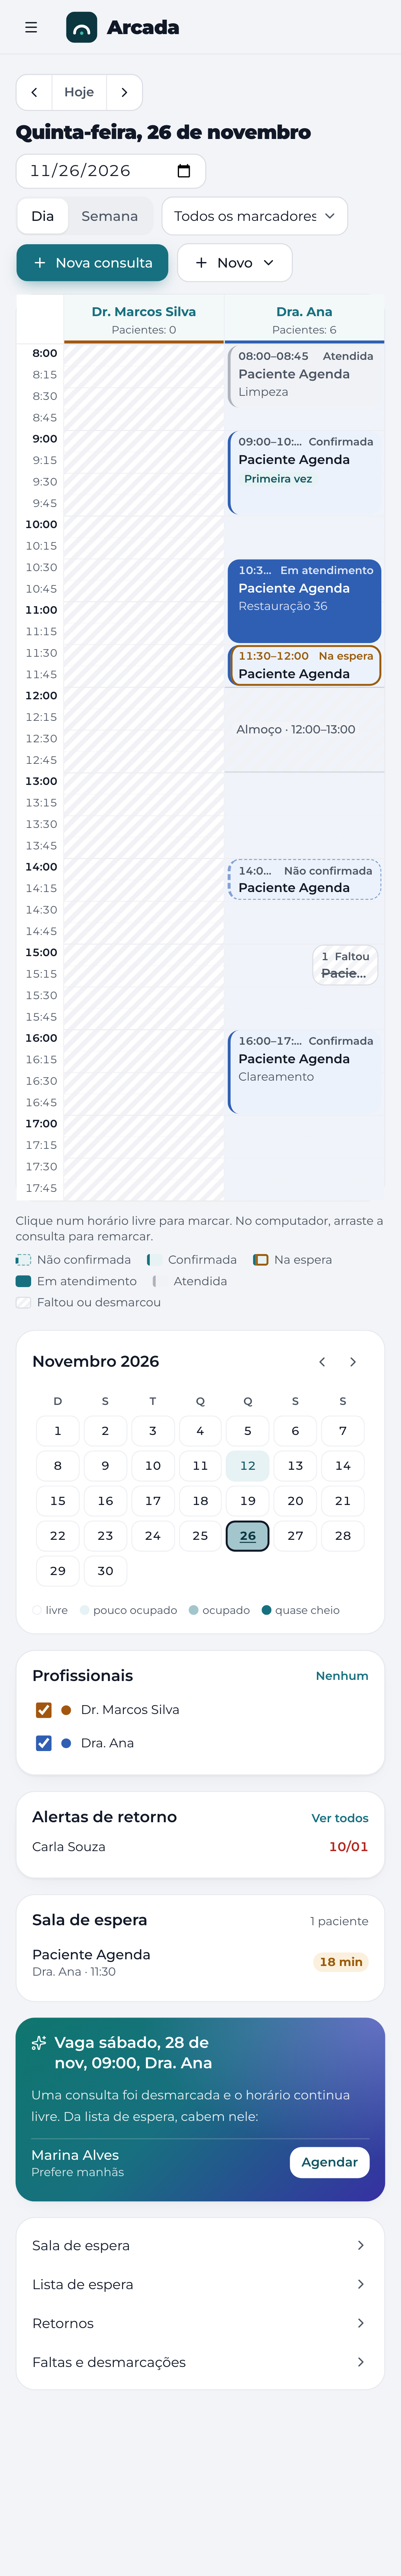 Arcada
Hoje
Quinta-feira, 26 de novembro
11/26/2026
Dia Semana Todos os marcadores
+ Nova consulta + Novo
Dr. Marcos Silva Dra. Ana
Pacientes: 0 Pacientes: 6
8:00 08:00–08:45 Atendida
8:15 Paciente Agenda
8:30 Limpeza
8:45
9:00 09:00–10:... Confirmada
9:15 Paciente Agenda
9:30 Primeira vez
9:45
10:00
10:15
10:30 10:3... Em atendimento
10:45 Paciente Agenda
11:00 Restauração 36
11:15
11:30 11:30–12:00 Na espera
11:45 Paciente Agenda
12:00
12:15
12:30 Almoço · 12:00–13:00
12:45
13:00
13:15
13:30
13:45
14:00 14:0... Não confirmada
14:15 Paciente Agenda
14:30
14:45
15:00 1 Faltou
15:15 Pacie...
15:30
15:45
16:00 16:00–17:... Confirmada
16:15 Paciente Agenda
16:30 Clareamento
16:45
17:00
17:15
17:30
17:45
Clique num horário livre para marcar. No computador, arraste a
consulta para remarcar.
Não confirmada Confirmada Na espera
Em atendimento Atendida
Faltou ou desmarcou
Novembro 2026
D S T Q Q S S
1 2 3 4 5 6 7
8 9 10 11 12 13 14
15 16 17 18 19 20 21
22 23 24 25 26 27 28
29 30
livre pouco ocupado ocupado quase cheio
Profissionais Nenhum
Dr. Marcos Silva
Dra. Ana
Alertas de retorno Ver todos
Carla Souza 10/01
Sala de espera 1 paciente
Paciente Agenda 18 min
Dra. Ana · 11:30
Vaga sábado, 28 de
nov, 09:00, Dra. Ana
Uma consulta foi desmarcada e o horário continua
livre. Da lista de espera, cabem nele:
Marina Alves Agendar
Prefere manhãs
Sala de espera
Lista de espera
Retornos
Faltas e desmarcações